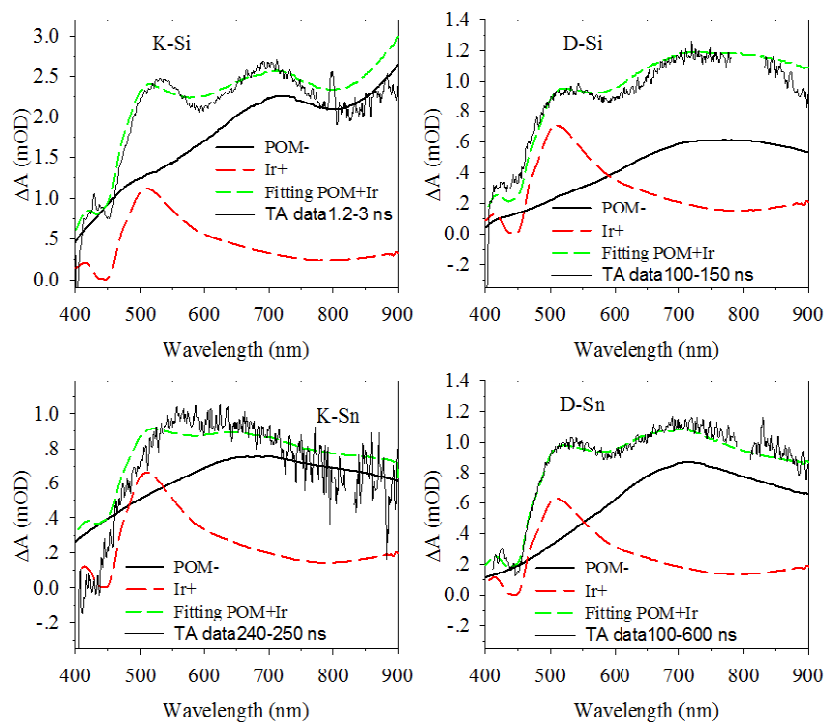 K-Si
ΔA (mOD)
3.0
2.5
2.0
1.5
1.0
.5
0.0
POM-
Ir+
Fitting POM+Ir
TA data1.2-3 ns
400 500 600 700 800 900
Wavelength (nm)
D-Si
ΔA (mOD)
1.4
1.2
1.0
.8
.6
.4
.2
0.0
-.2
POM-
Ir+
Fitting POM+Ir
TA data100-150 ns
400 500 600 700 800 900
Wavelength (nm)
K-Sn
ΔA (mOD)
1.0
.8
.6
.4
.2
0.0
-.2
POM-
Ir+
Fitting POM+Ir
TA data240-250 ns
400 500 600 700 800 900
Wavelength (nm)
D-Sn
ΔA (mOD)
1.4
1.2
1.0
.8
.6
.4
.2
0.0
-.2
POM-
Ir+
Fitting POM+Ir
TA data100-600 ns
400 500 600 700 800 900
Wavelength (nm)